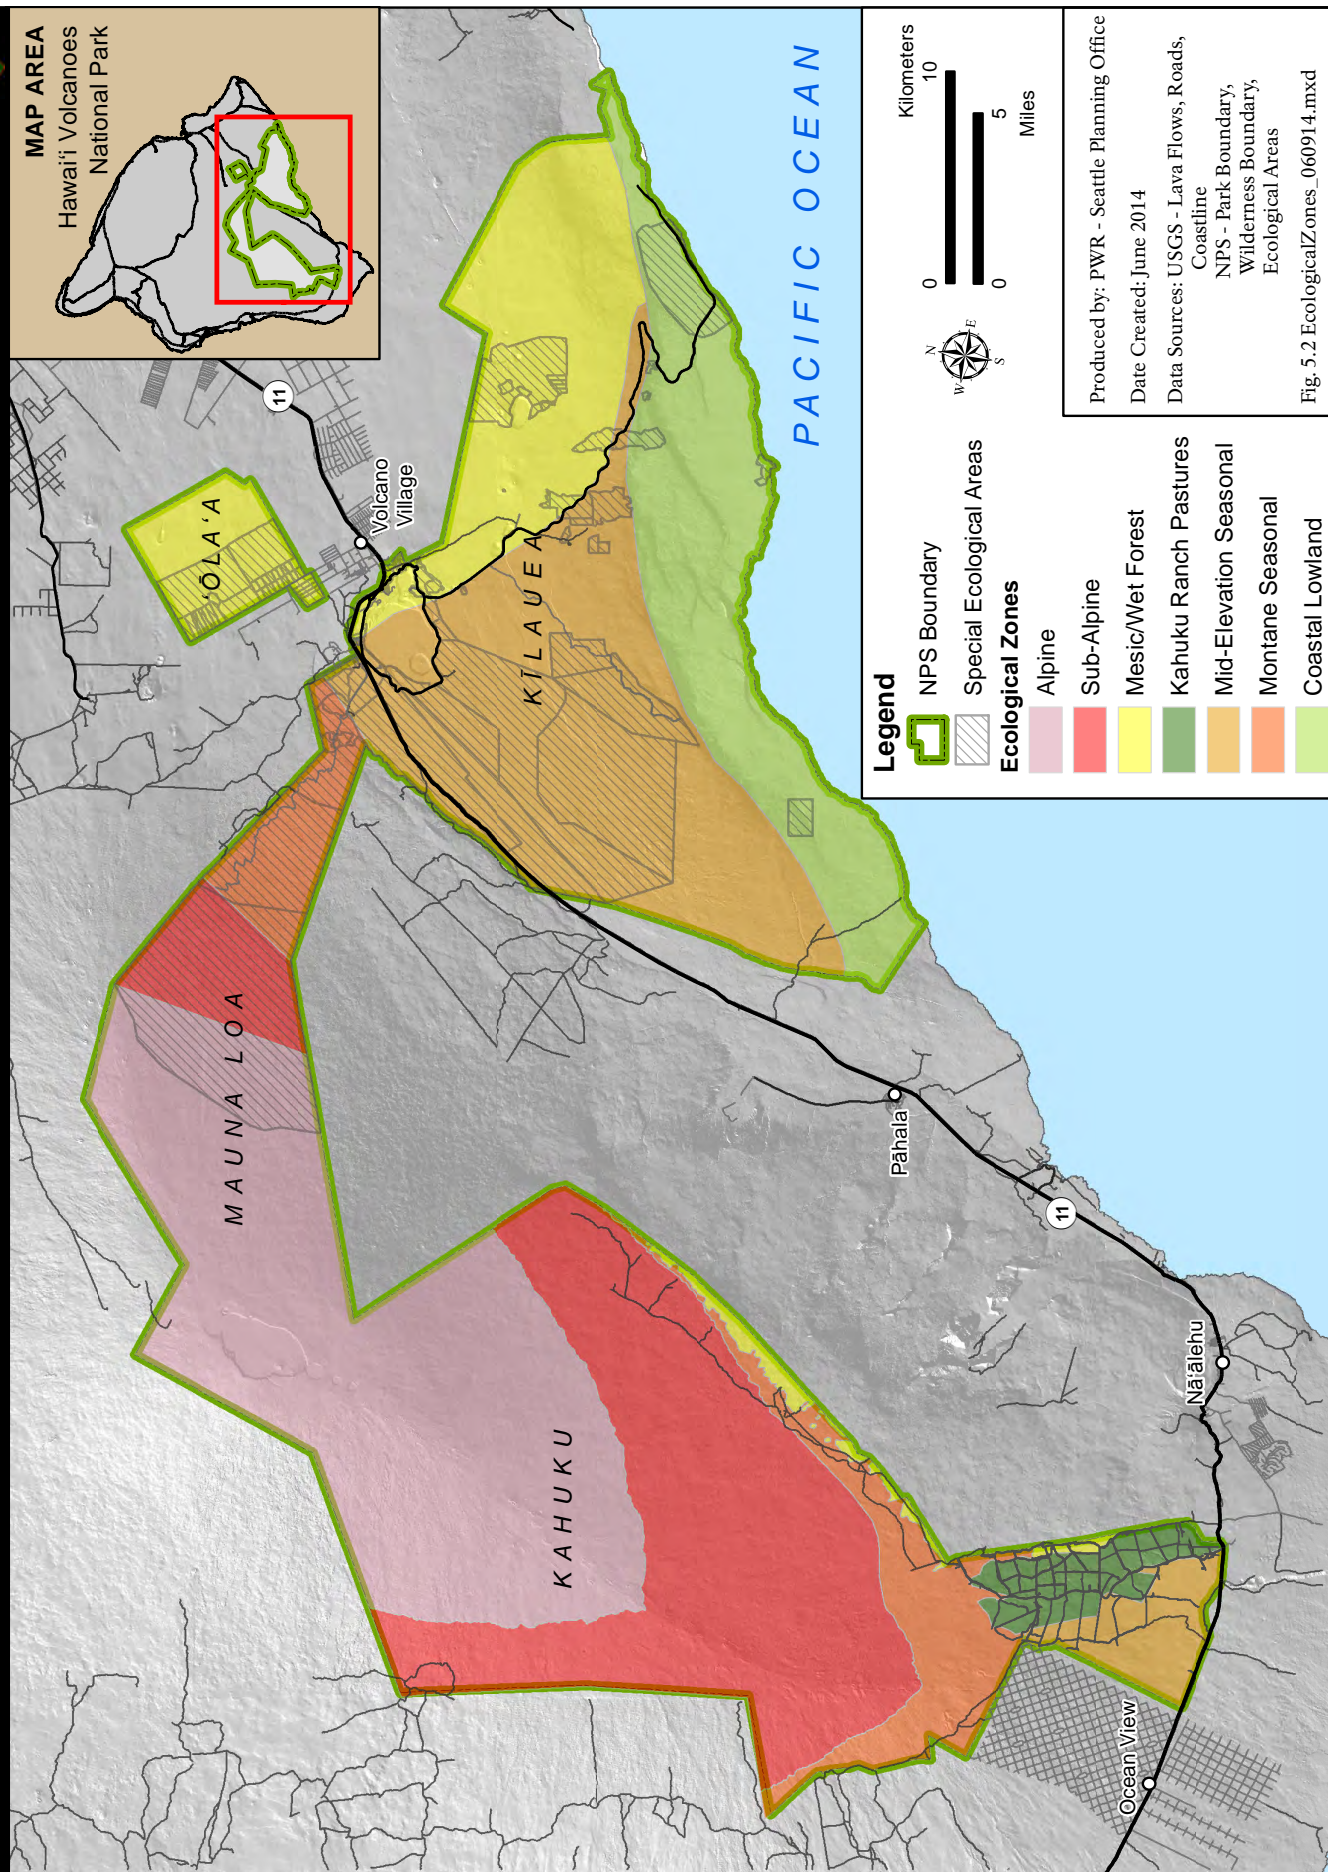 MAP AREA
Hawai‘i Volcanoes
National Park
11
Volcano
Village
‘ŌLA‘A
KĪLAUEA
MAUNA LOA
KAHUKU
PACIFIC OCEAN
Pāhala
11
Nā‘ālehu
Ocean View
Legend
NPS Boundary
Special Ecological Areas
Ecological Zones
Alpine
Sub-Alpine
Mesic/Wet Forest
Kahuku Ranch Pastures
Mid-Elevation Seasonal
Montane Seasonal
Coastal Lowland
N
E
S
W
Kilometers
0 10
0 5
Miles
Produced by: PWR - Seattle Planning Office
Date Created: June 2014
Data Sources: USGS - Lava Flows, Roads,
Coastline
NPS - Park Boundary,
Wilderness Boundary,
Ecological Areas
Fig. 5.2 EcologicalZones_060914.mxd